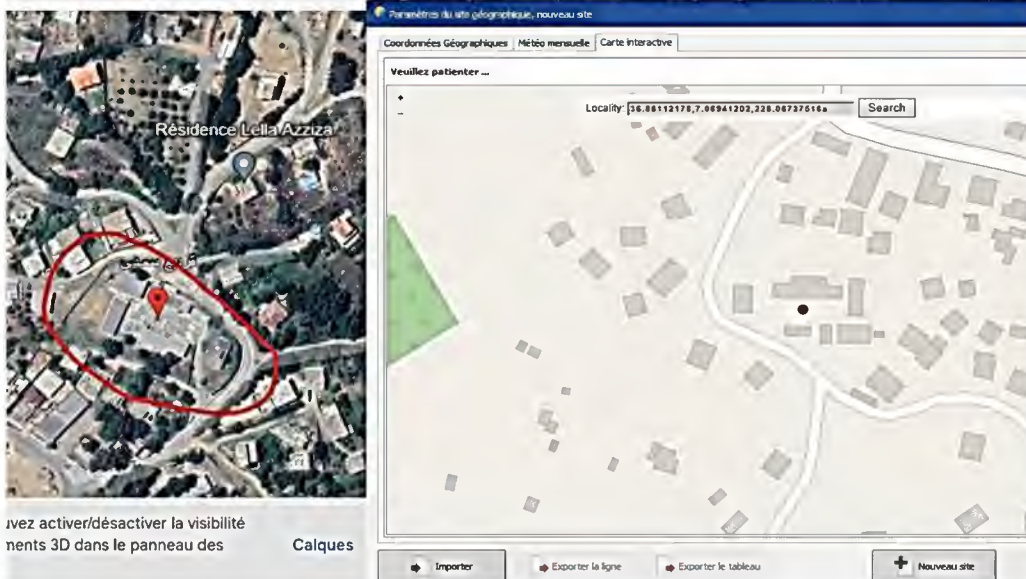 Résidence Lella Azziza
uvez activer/désactiver la visibilité
ments 3D dans le panneau des
Calques
Paramètres du site géographique, nouveau site
Coordonnées Géographiques
Météo mensuelle
Carte interactive
Veuillez patienter ...
+
-
Locality:
Search
Importer
Exporter la ligne
Exporter le tableau
Nouveau site